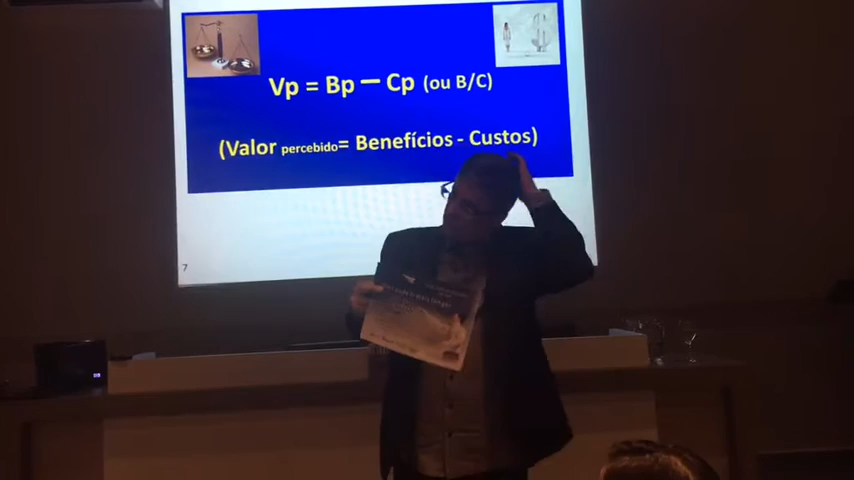 Vp = Bp – Cp (ou B/C)
(Valor percebido= Benefícios - Custos)
7